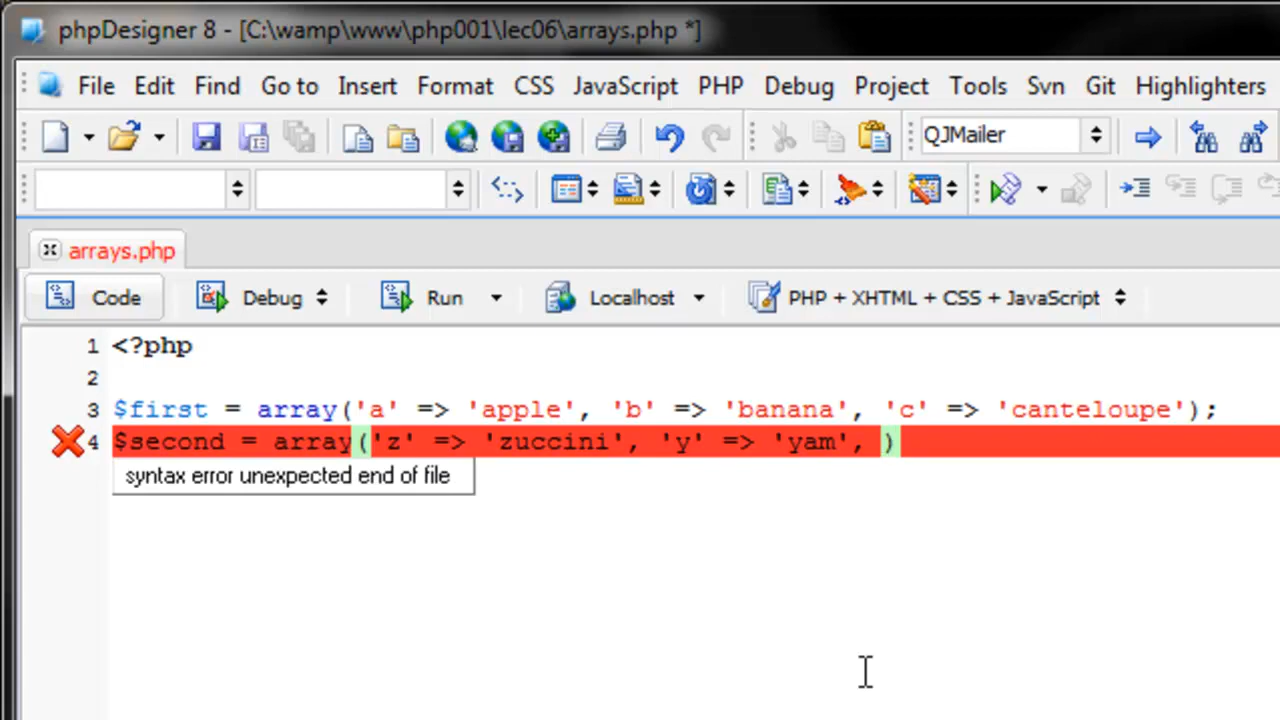 phpDesigner 8 - [C:\wamp\www\php001\lec06\arrays.php *]
File Edit Find Go to Insert Format CSS JavaScript PHP Debug Project Tools Svn Git Highlighters
QJMailer
arrays.php
Code Debug Run Localhost PHP + XHTML + CSS + JavaScript
1 <?php
2
3 $first = array('a' => 'apple', 'b' => 'banana', 'c' => 'canteloupe');
4 $second = array('z' => 'zuccini', 'y' => 'yam', )
syntax error unexpected end of file